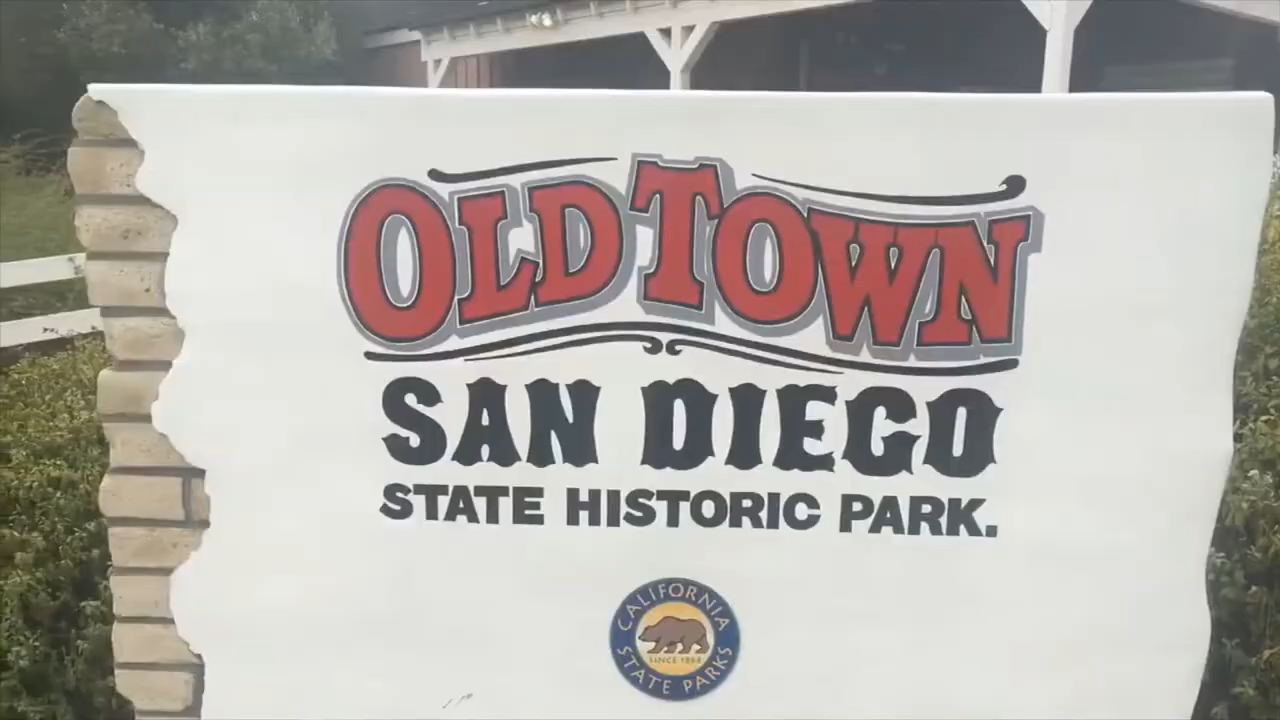 OLD TOWN
SAN DIEGO
STATE HISTORIC PARK.
CALIFORNIA
SINCE 1864
STATE PARKS